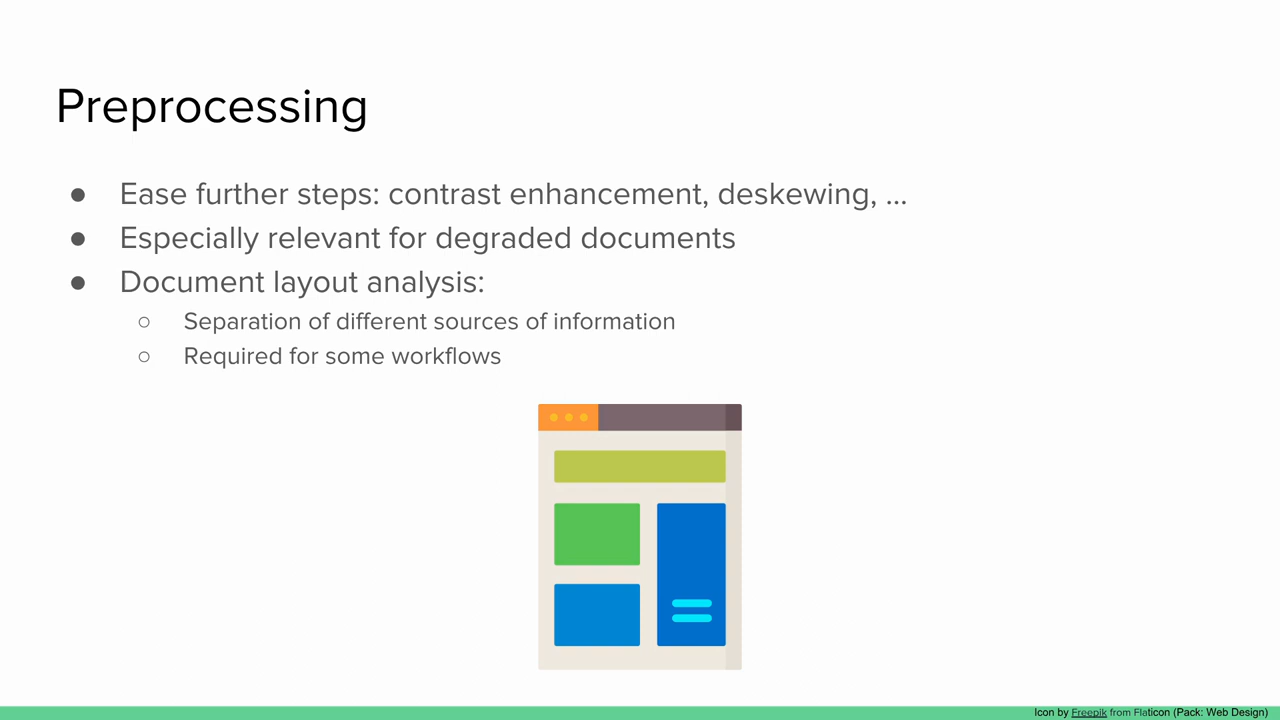 Preprocessing
● Ease further steps: contrast enhancement, deskewing, ...
● Especially relevant for degraded documents
● Document layout analysis:
○ Separation of different sources of information
○ Required for some workflows
Icon by Freepik from Flaticon (Pack: Web Design)